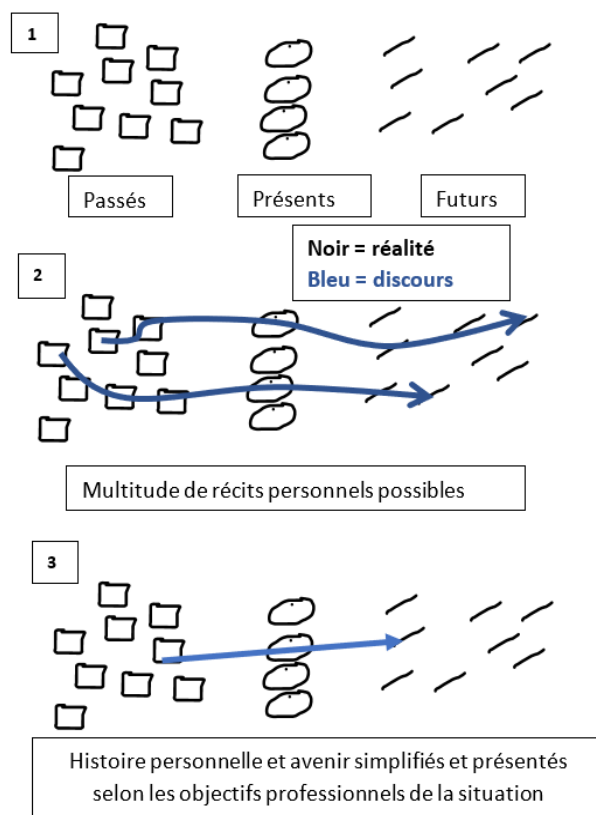 1
Passés
Présents
Futurs
Noir = réalité
Bleu = discours
2
Multitude de récits personnels possibles
3
Histoire personnelle et avenir simplifiés et présentés
selon les objectifs professionnels de la situation